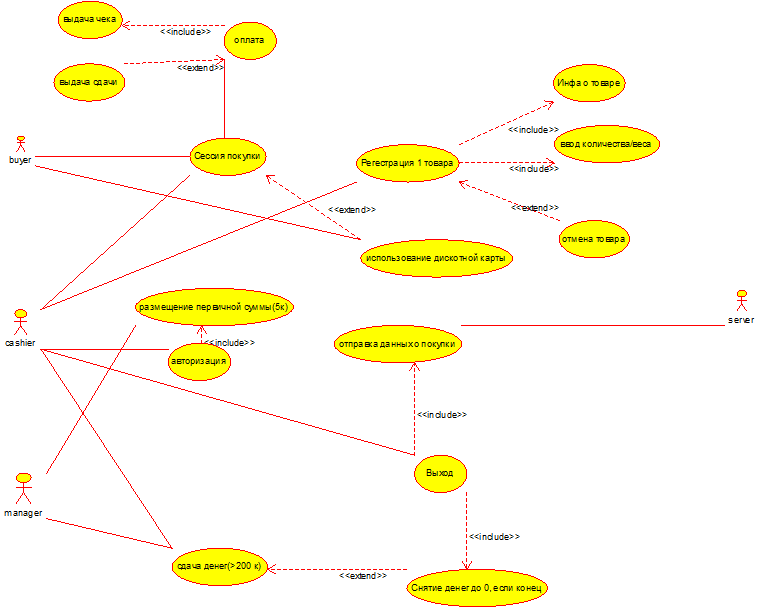 выдача чека
<<include>>
оплата
<<extend>>
выдача сдачи
Инфа о товаре
<<include>>
ввод количества/веса
buyer
Сессия покупки
Регестрация 1 товара
<<include>>
<<extend>>
<<extend>>
отмена товара
использование дискотной карты
размещение первичной суммы(5к)
server
cashier
<<include>>
отправка данных о покупки
авторизация
<<include>>
Выход
manager
<<include>>
сдача денег(>200 к)
<<extend>>
Снятие денег до 0, если конец